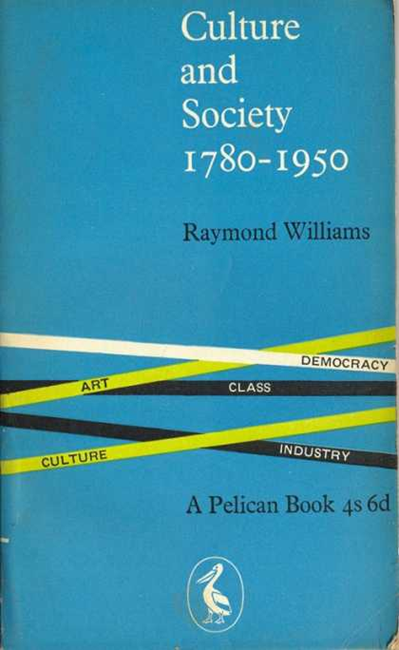 Culture
and
Society
1780-1950
Raymond Williams
DEMOCRACY
ART
CLASS
CULTURE
INDUSTRY
A Pelican Book 4s 6d